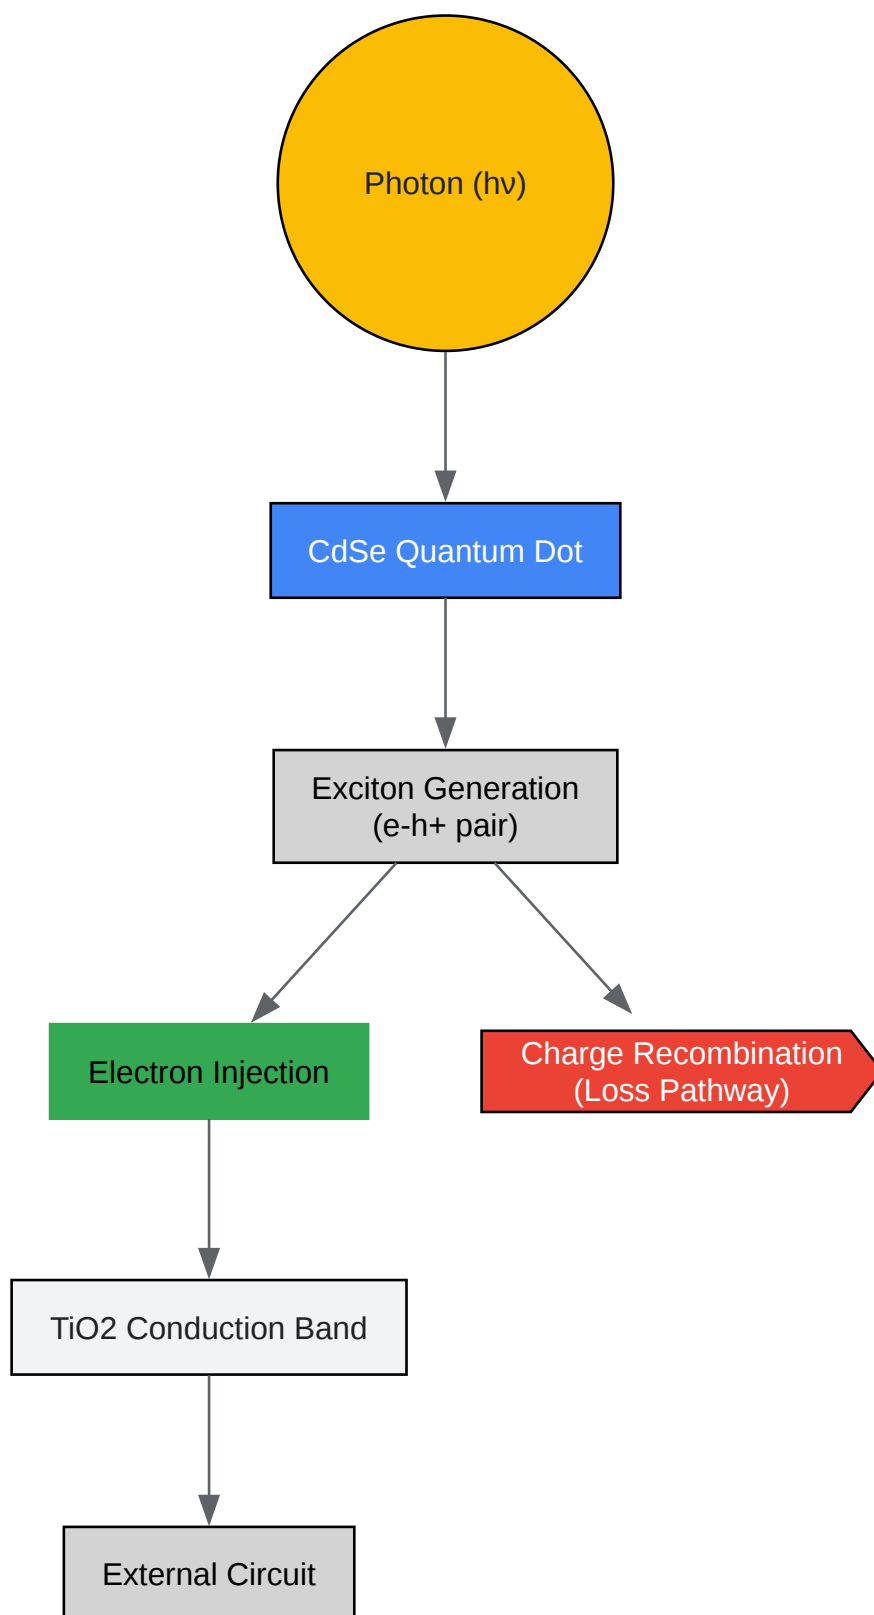 Photon (hν)
CdSe Quantum Dot
Exciton Generation
(e-h+ pair)
Electron Injection
Charge Recombination
(Loss Pathway)
TiO2 Conduction Band
External Circuit